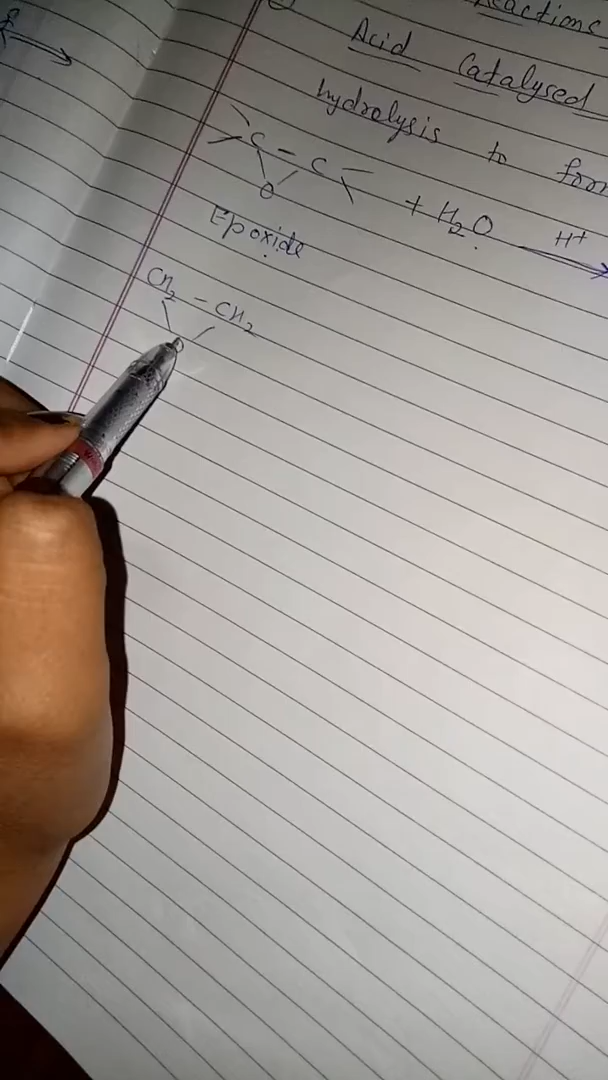 Reactions
Acid Catalysed
hydrolysis to form
C - C
O
+ H2O H+
Epoxide
CH2 - CH2
O